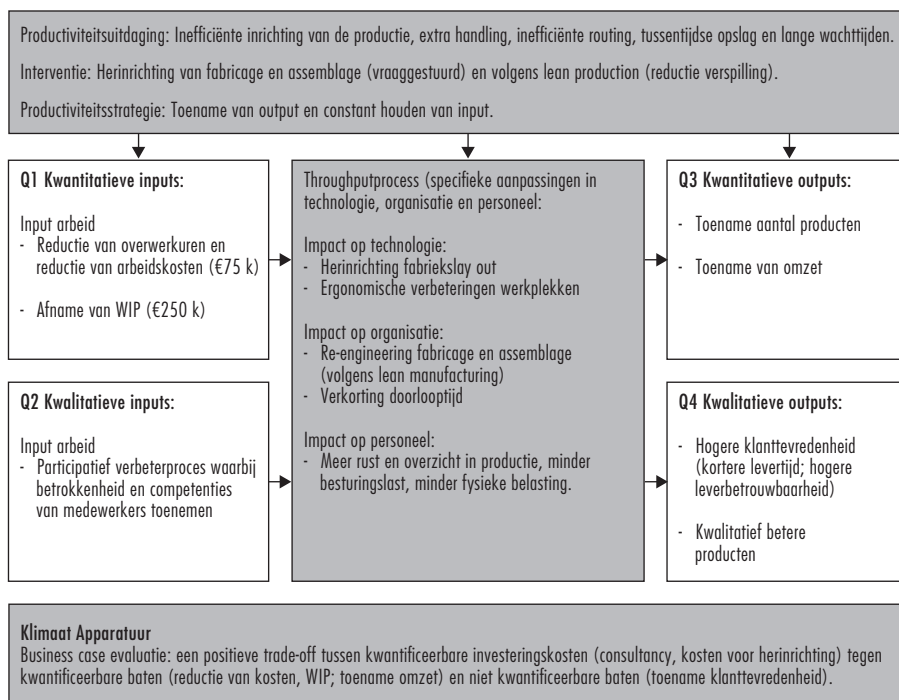 Productiviteitsuitdaging: Inefficiënte inrichting van de productie, extra handling, inefficiënte routing, tussentijdse opslag en lange wachttijden.
Interventie: Herinrichting van fabricage en assemblage (vraaggestuurd) en volgens lean production (reductie verspilling).
Productiviteitsstrategie: Toename van output en constant houden van input.
Q1 Kwantitatieve inputs:
Input arbeid
- Reductie van overwerkuren en
reductie van arbeidskosten (€75 k)
- Afname van WIP (€250 k)
Q2 Kwalitatieve inputs:
Input arbeid
- Participatief verbeterproces waarbij
betrokkenheid en competenties
van medewerkers toenemen
Throughputprocess (specifieke aanpassingen in
technologie, organisatie en personeel:
Impact op technologie:
- Herinrichting fabriekslay out
- Ergonomische verbeteringen werkplekken
Impact op organisatie:
- Re-engineering fabricage en assemblage
(volgens lean manufacturing)
- Verkorting doorlooptijd
Impact op personeel:
- Meer rust en overzicht in productie, minder
besturingslast, minder fysieke belasting.
Q3 Kwantitatieve outputs:
- Toename aantal producten
- Toename van omzet
Q4 Kwalitatieve outputs:
- Hogere klanttevredenheid
(kortere levertijd; hogere
leverbetrouwbaarheid)
- Kwalitatief betere
producten
Klimaat Apparatuur
Business case evaluatie: een positieve trade-off tussen kwantificeerbare investeringskosten (consultancy, kosten voor herinrichting) tegen
kwantificeerbare baten (reductie van kosten, WIP; toename omzet) en niet kwantificeerbare baten (toename klanttevredenheid).